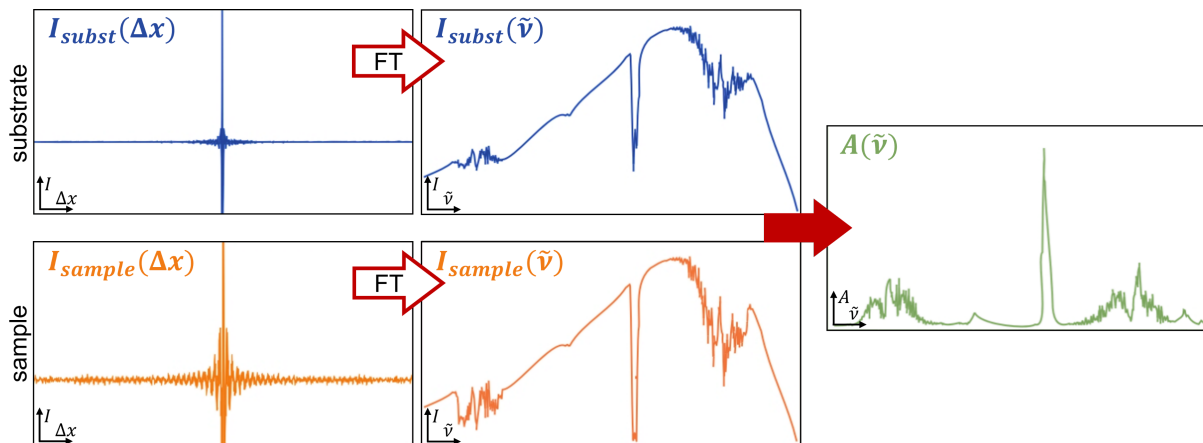 substrate
I_subst(Δx)
I
Δx
FT
I_subst(ṽ)
I
ṽ
A(ṽ)
A
ṽ
sample
I_sample(Δx)
I
Δx
FT
I_sample(ṽ)
I
ṽ